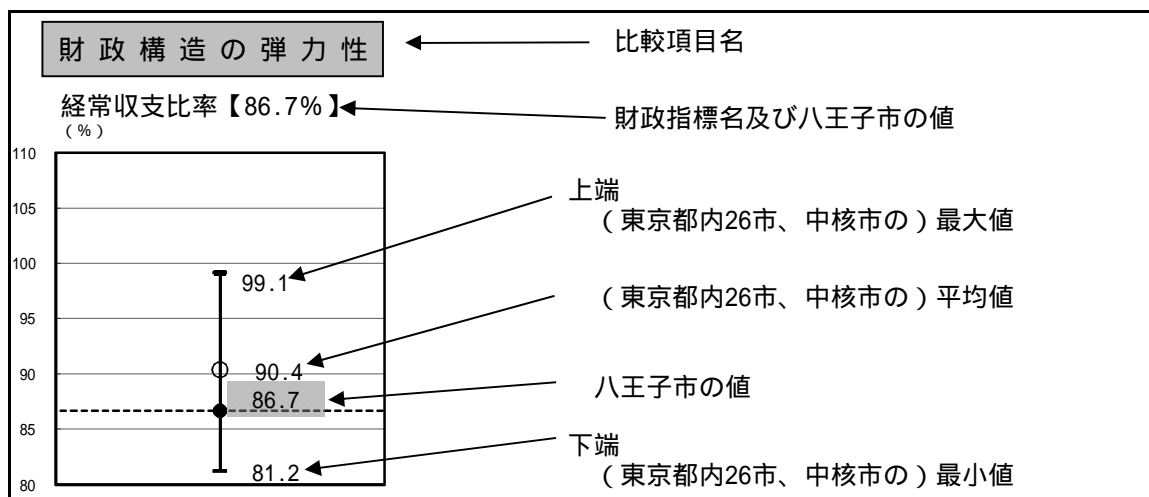 財政構造の弾力性
比較項目名
経常収支比率【86.7%】
財政指標名及び八王子市の値
(%)
110
105
100
95
90
85
80
99.1
90.4
86.7
81.2
上端
(東京都内26市、中核市の)最大値
(東京都内26市、中核市の)平均値
八王子市の値
下端
(東京都内26市、中核市の)最小値